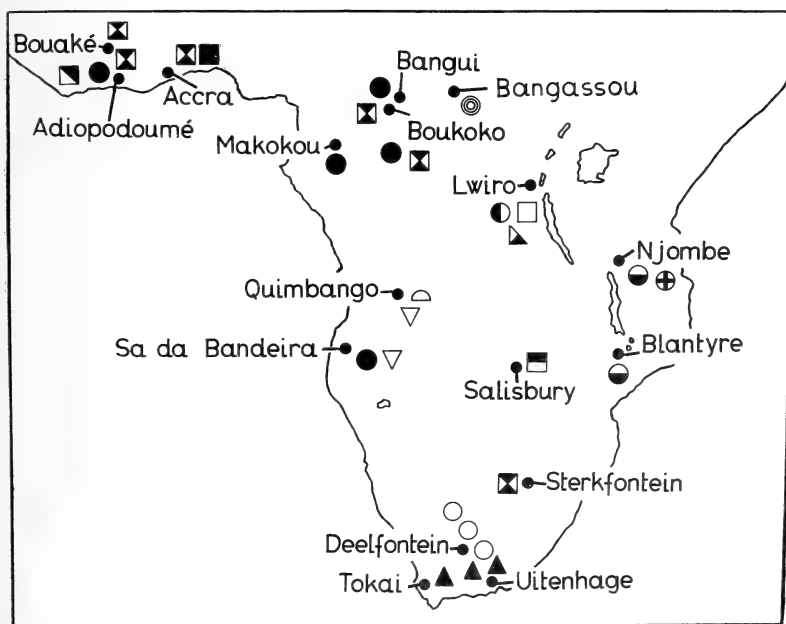 Bouaké
Accra
Adiopodoumé
Bangui
Bangassou
Boukoko
Makokou
Lwiro
Njombe
Quimbango
Sa da Bandeira
Blantyre
Salisbury
Sterkfontein
Deelfontein
Tokai
Uitenhage